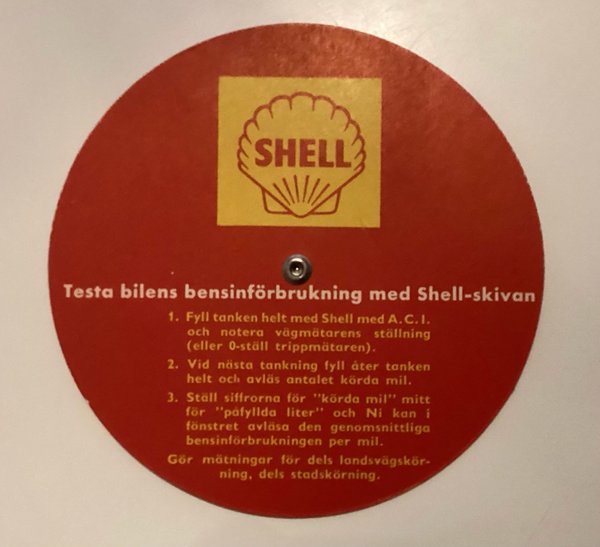 SHELL
Testa bilens bensinförbrukning med Shell-skivan
1. Fyll tanken helt med Shell med A.C.I.
och notera vägmätarens ställning
(eller 0-ställ trippmätaren).
2. Vid nästa tankning fyll åter tanken
helt och avläs antalet körda mil.
3. Ställ siffrorna för "körda mil" mitt
för "påfyllda liter" och Ni kan i
fönstret avläsa den genomsnittliga
bensinförbrukningen per mil.
Gör mätningar för dels landsvägskör-
ning, dels stadskörning.